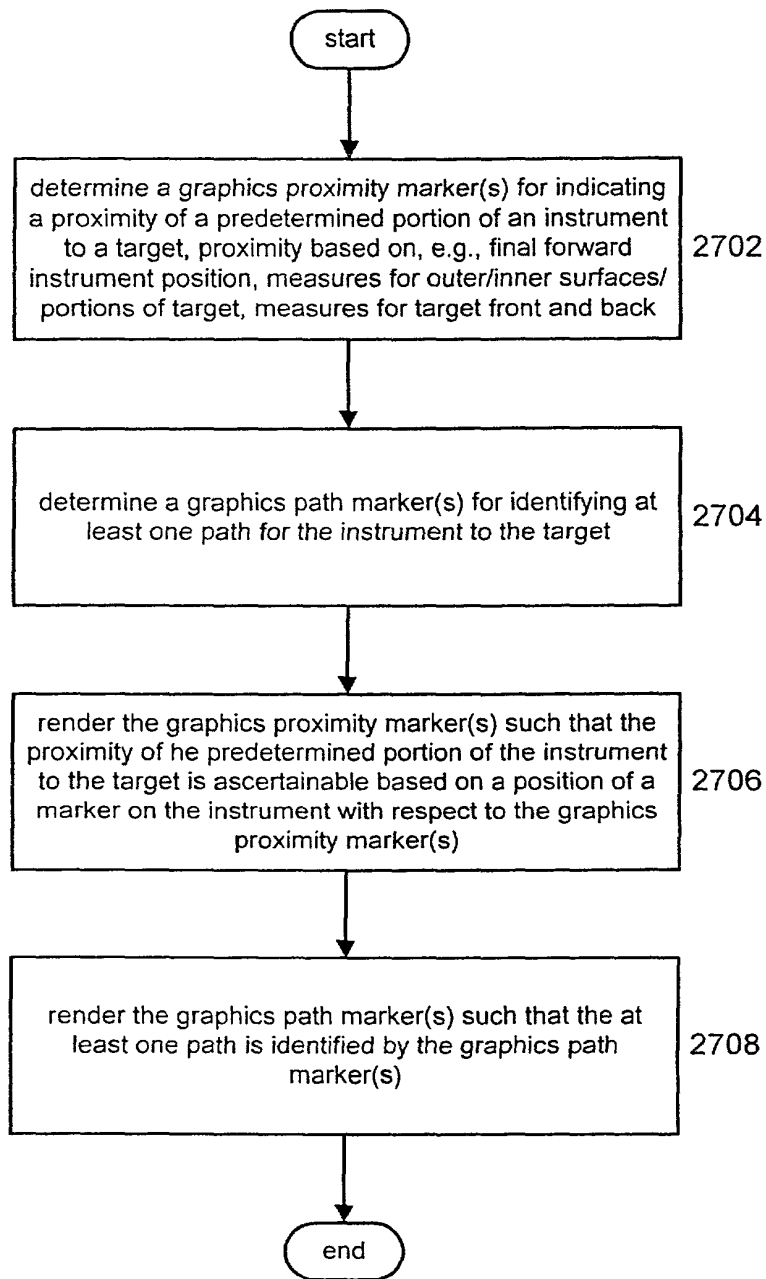 start
determine a graphics proximity marker(s) for indicating
a proximity of a predetermined portion of an instrument
to a target, proximity based on, e.g., final forward
instrument position, measures for outer/inner surfaces/
portions of target, measures for target front and back
2702
determine a graphics path marker(s) for identifying at
least one path for the instrument to the target
2704
render the graphics proximity marker(s) such that the
proximity of he predetermined portion of the instrument
to the target is ascertainable based on a position of a
marker on the instrument with respect to the graphics
proximity marker(s)
2706
render the graphics path marker(s) such that the at
least one path is identified by the graphics path
marker(s)
2708
end